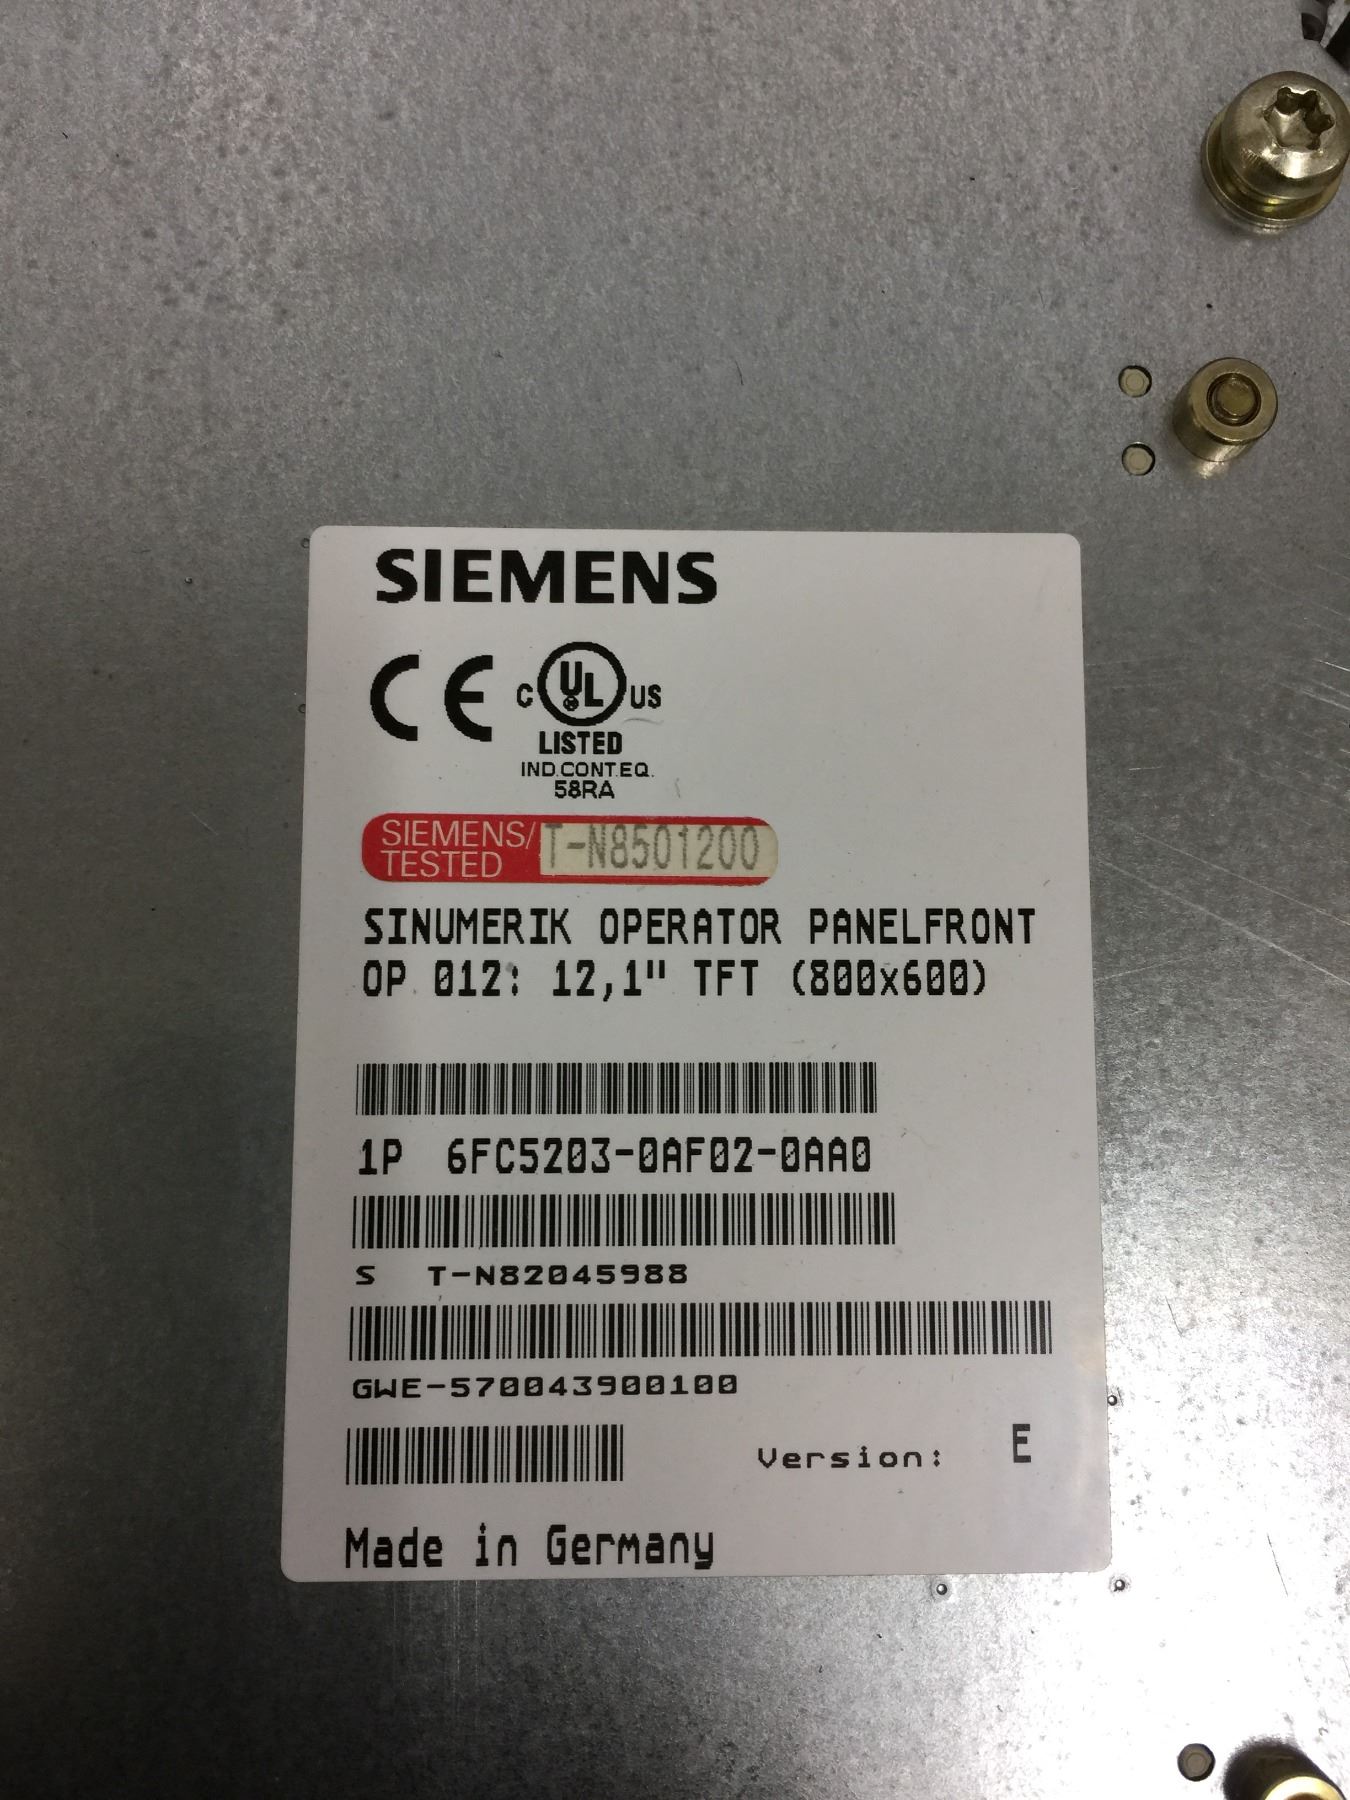 SIEMENS
CE C UL US
LISTED
IND.CONT.EQ.
58RA
SIEMENS/
TESTED T-N8501200
SINUMERIK OPERATOR PANELFRONT
OP 012: 12,1" TFT (800x600)
1P 6FC5203-0AF02-0AA0
S T-N82045988
GWE-570043900100
Version: E
Made in Germany